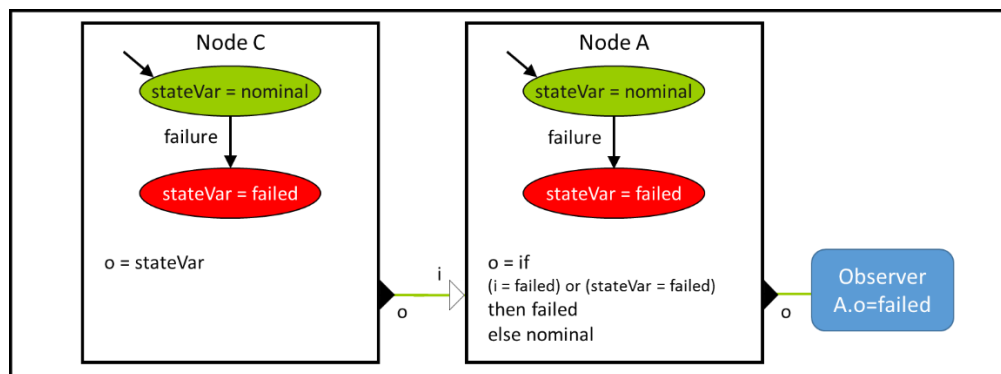 Node C
stateVar = nominal
failure
stateVar = failed
o = stateVar
o
i
Node A
stateVar = nominal
failure
stateVar = failed
o = if
(i = failed) or (stateVar = failed)
then failed
else nominal
o
Observer
A.o=failed